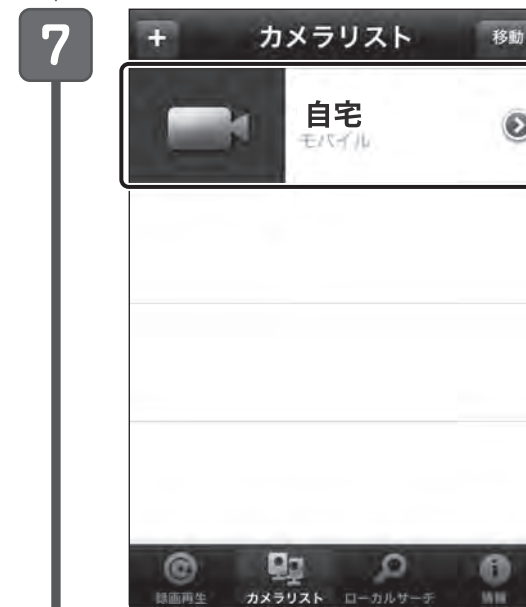 7
+ カメラリスト 移動
自宅
モバイル
録画再生 カメラリスト ローカルサーチ 情報